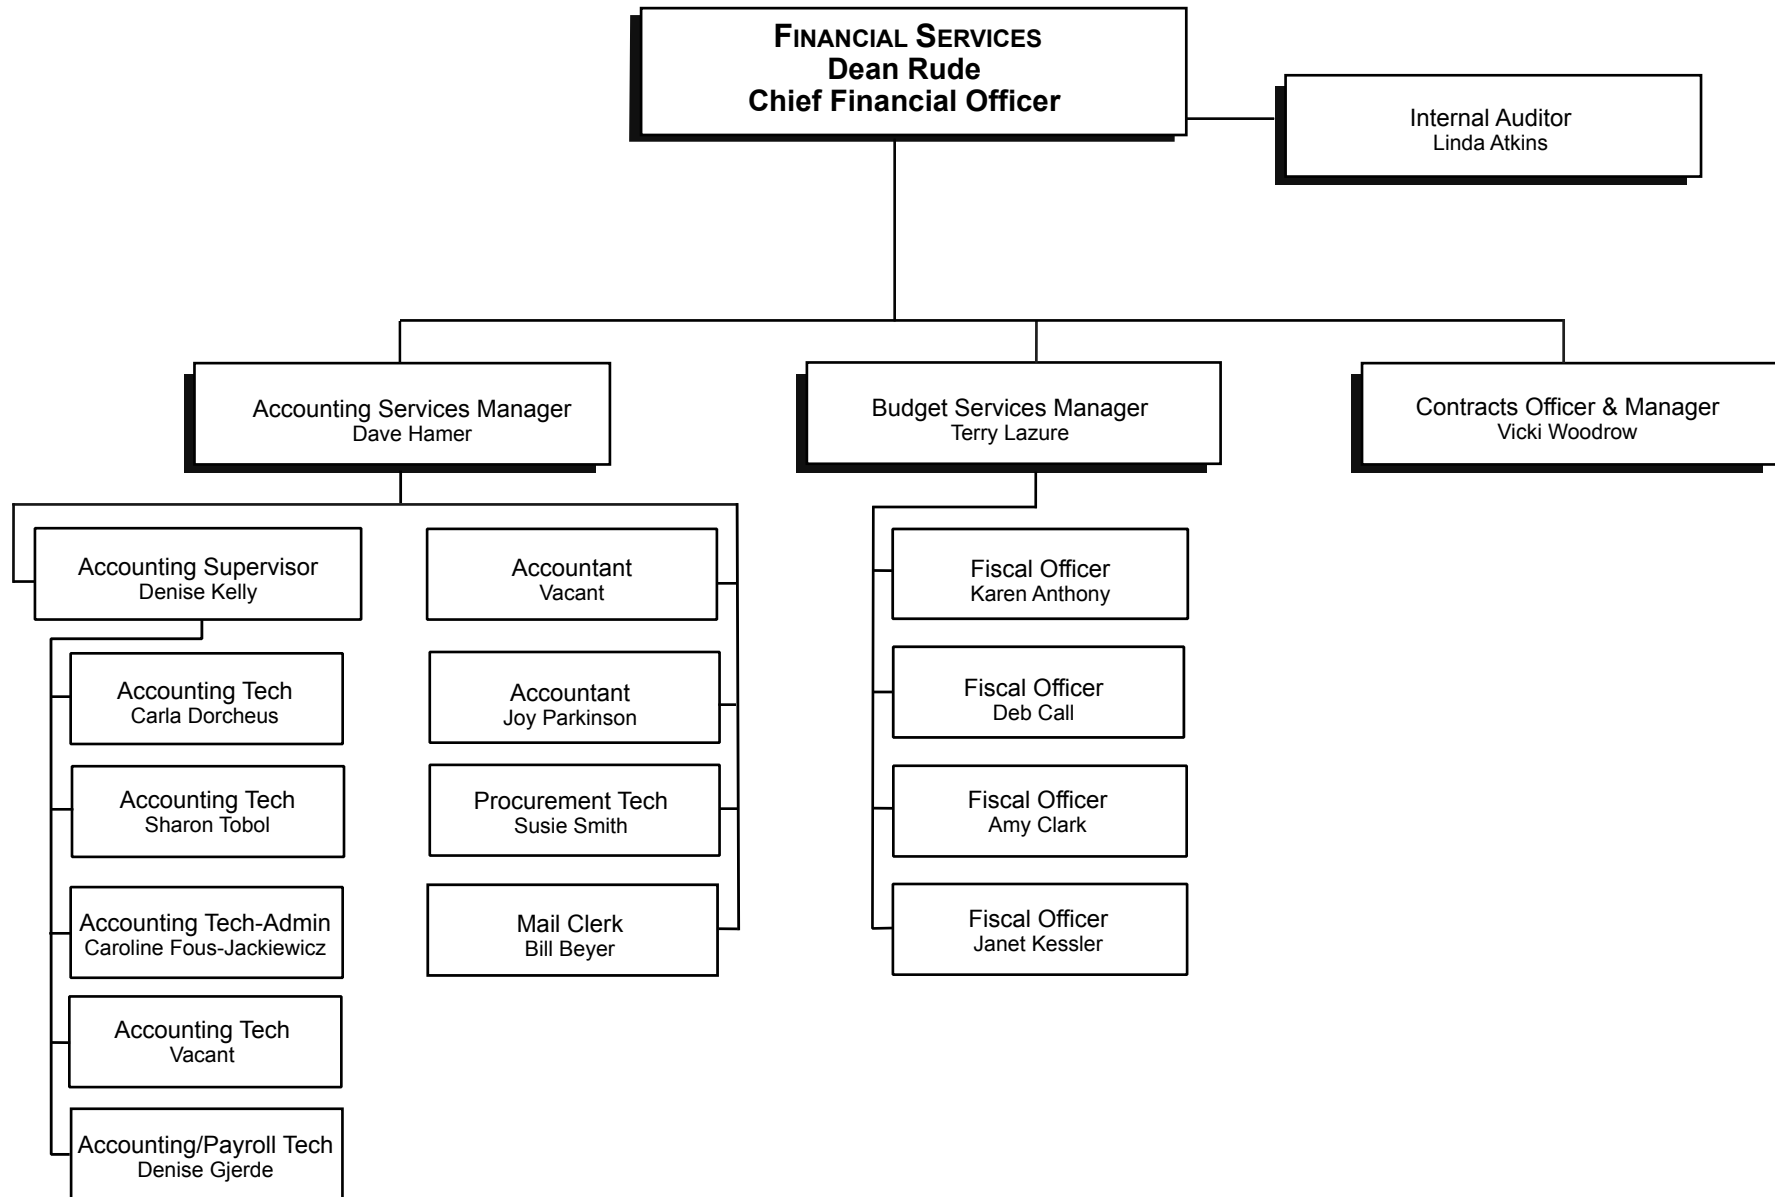 FINANCIAL SERVICES
Dean Rude
Chief Financial Officer
Internal Auditor
Linda Atkins
Accounting Services Manager
Dave Hamer
Budget Services Manager
Terry Lazure
Contracts Officer & Manager
Vicki Woodrow
Accounting Supervisor
Denise Kelly
Accounting Tech
Carla Dorcheus
Accounting Tech
Sharon Tobol
Accounting Tech-Admin
Caroline Fous-Jackiewicz
Accounting Tech
Vacant
Accounting/Payroll Tech
Denise Gjerde
Accountant
Vacant
Accountant
Joy Parkinson
Procurement Tech
Susie Smith
Mail Clerk
Bill Beyer
Fiscal Officer
Karen Anthony
Fiscal Officer
Deb Call
Fiscal Officer
Amy Clark
Fiscal Officer
Janet Kessler